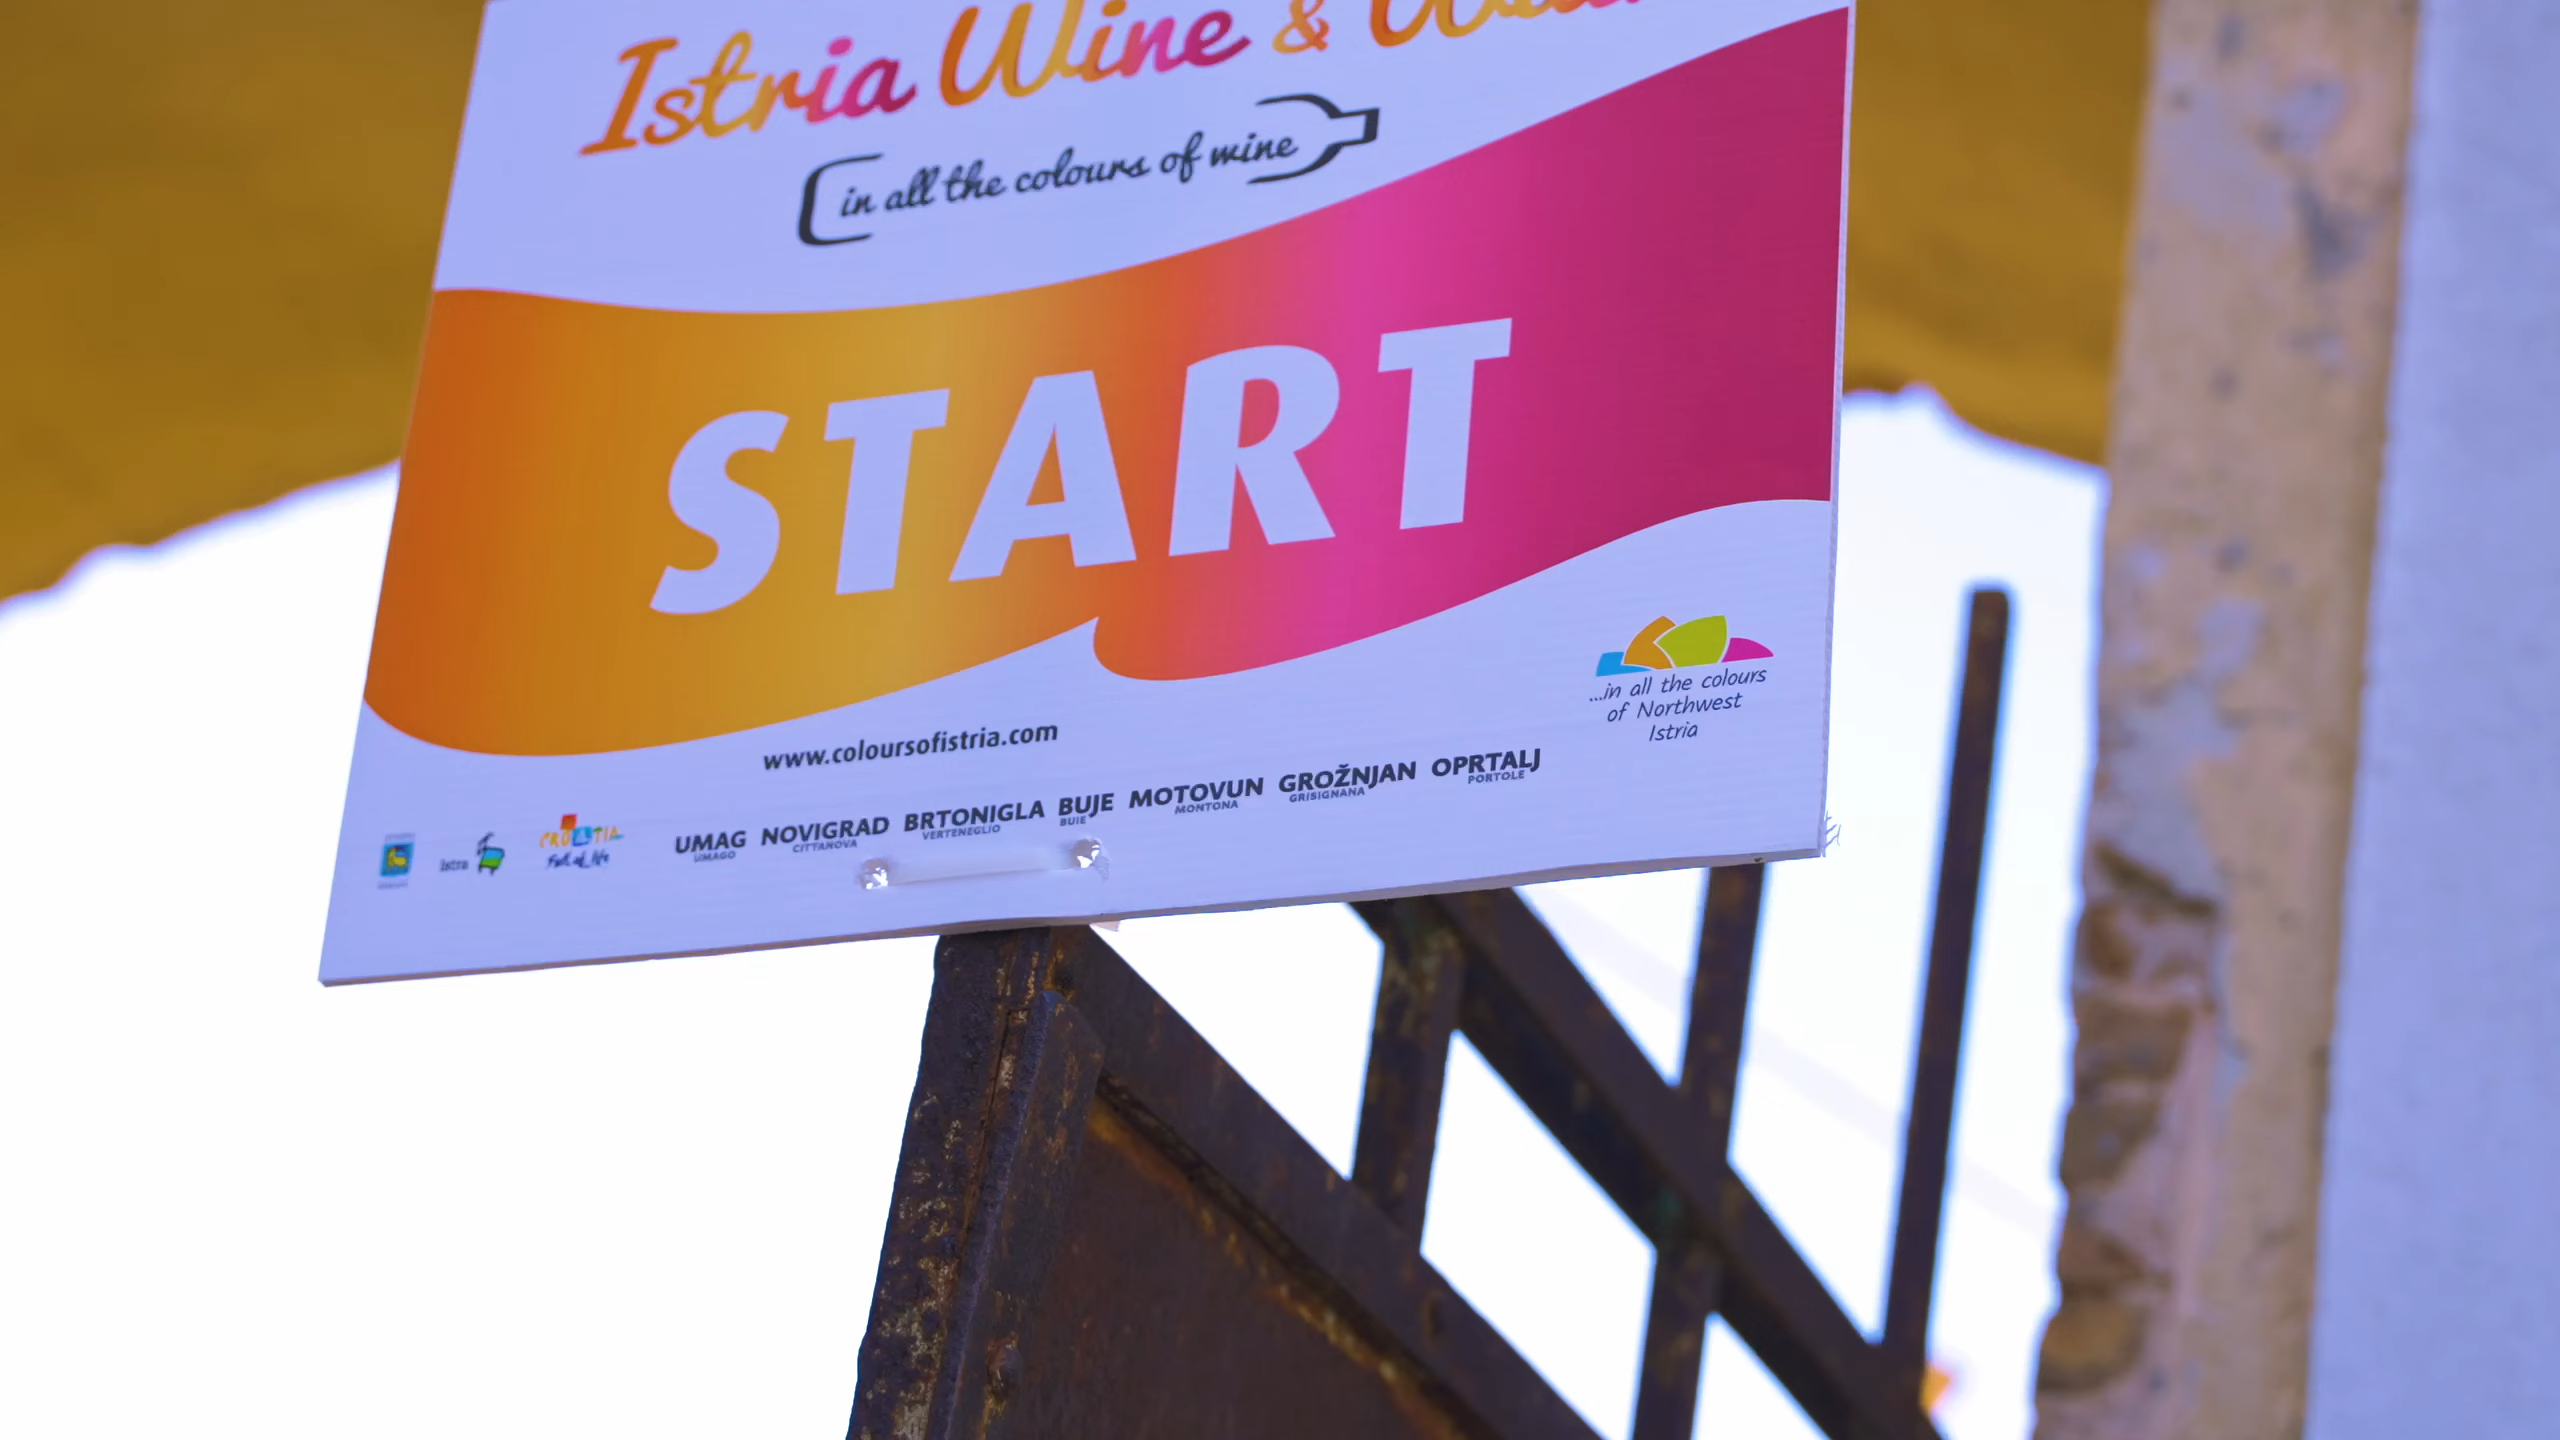 Istria Wine &
in all the colours of wine
START
...in all the colours
of Northwest
Istria
www.coloursofistria.com
UMAG NOVIGRAD BRTONIGLA BUJE MOTOVUN GROŽNJAN OPRTALJ
UMAGO CITTANOVA VERTENEGLIO BUIE MONTONA GRISIGNANA PORTOLE
Istra
CROATIA
Full of life